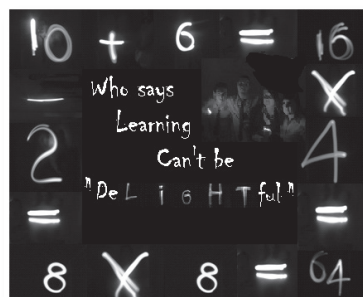 10 + 6 = 16
- X
2 4
= =
8 X 8 = 64
Who says
Learning
Can't be
"DeLiGHTful"